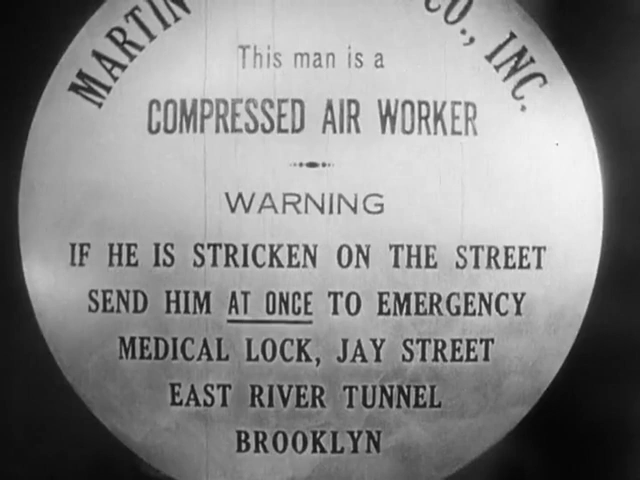 MARTIN CO., INC.
This man is a
COMPRESSED AIR WORKER
WARNING
IF HE IS STRICKEN ON THE STREET
SEND HIM AT ONCE TO EMERGENCY
MEDICAL LOCK, JAY STREET
EAST RIVER TUNNEL
BROOKLYN